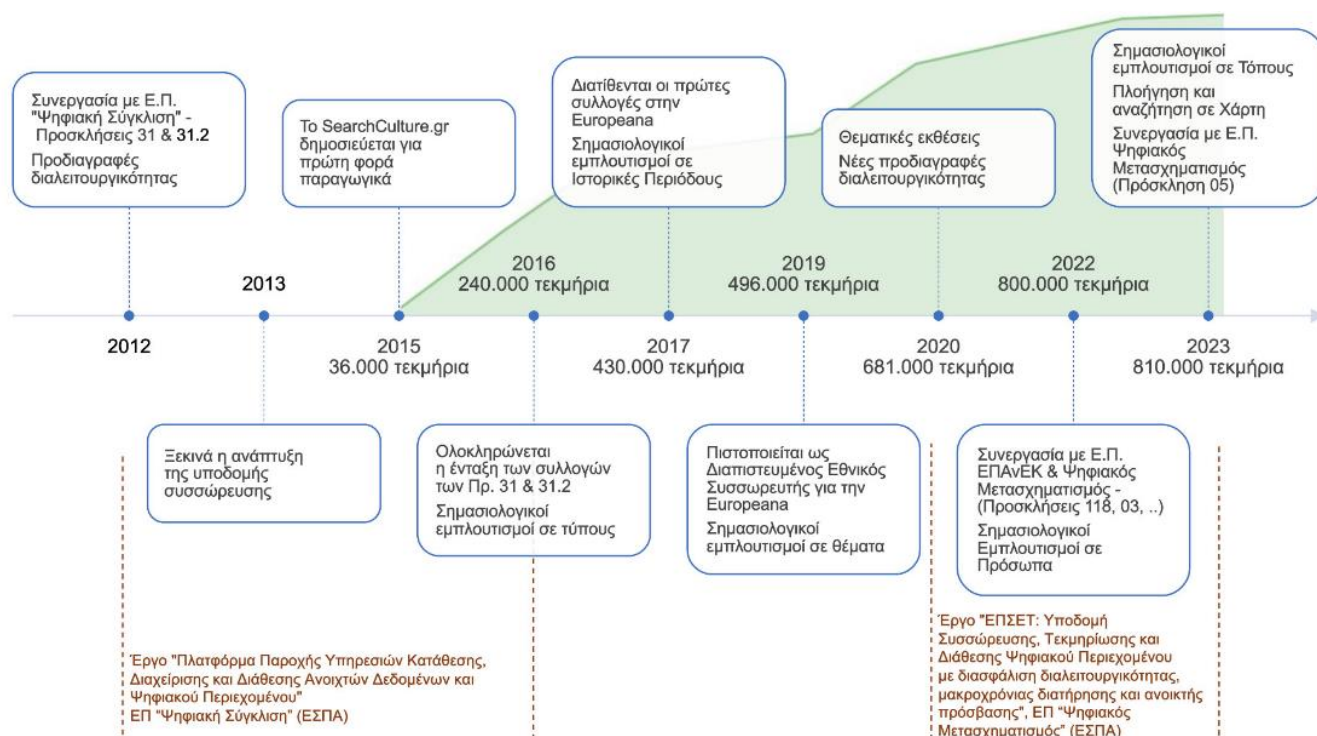 Συνεργασία με Ε.Π.
"Ψηφιακή Σύγκλιση" -
Προσκλήσεις 31 & 31.2
Προδιαγραφές
διαλειτουργικότητας
Το SearchCulture.gr
δημοσιεύεται για
πρώτη φορά
παραγωγικά
Διατίθενται οι πρώτες
συλλογές στην
Europeana
Σημασιολογικοί
εμπλουτισμοί σε
Ιστορικές Περιόδους
Θεματικές εκθέσεις
Νέες προδιαγραφές
διαλειτουργικότητας
Σημασιολογικοί
εμπλουτισμοί σε Τόπους
Πλοήγηση και
αναζήτηση σε Χάρτη
Συνεργασία με Ε.Π.
Ψηφιακός
Μετασχηματισμός
(Πρόσκληση 05)
2013
2016
240.000 τεκμήρια
2019
496.000 τεκμήρια
2022
800.000 τεκμήρια
2012
2015
36.000 τεκμήρια
2017
430.000 τεκμήρια
2020
681.000 τεκμήρια
2023
810.000 τεκμήρια
Ξεκινά η ανάπτυξη
της υποδομής
συσσώρευσης
Ολοκληρώνεται
η ένταξη των συλλογών
των Πρ. 31 & 31.2
Σημασιολογικοί
εμπλουτισμοί σε τύπους
Πιστοποιείται ως
Διαπιστευμένος Εθνικός
Συσσωρευτής για την
Europeana
Σημασιολογικοί
εμπλουτισμοί σε θέματα
Συνεργασία με Ε.Π.
ΕΠΑνΕΚ & Ψηφιακός
Μετασχηματισμός -
(Προσκλήσεις 118, 03, ..)
Σημασιολογικοί
Εμπλουτισμοί σε
Πρόσωπα
Έργο "Πλατφόρμα Παροχής Υπηρεσιών Κατάθεσης,
Διαχείρισης και Διάθεσης Ανοιχτών Δεδομένων και
Ψηφιακού Περιεχομένου"
ΕΠ "Ψηφιακή Σύγκλιση" (ΕΣΠΑ)
Έργο "ΕΠΣΕΤ: Υποδομή
Συσσώρευσης, Τεκμηρίωσης και
Διάθεσης Ψηφιακού Περιεχομένου
με διασφάλιση διαλειτουργικότητας,
μακροχρόνιας διατήρησης και ανοικτής
πρόσβασης", ΕΠ "Ψηφιακός
Μετασχηματισμός" (ΕΣΠΑ)